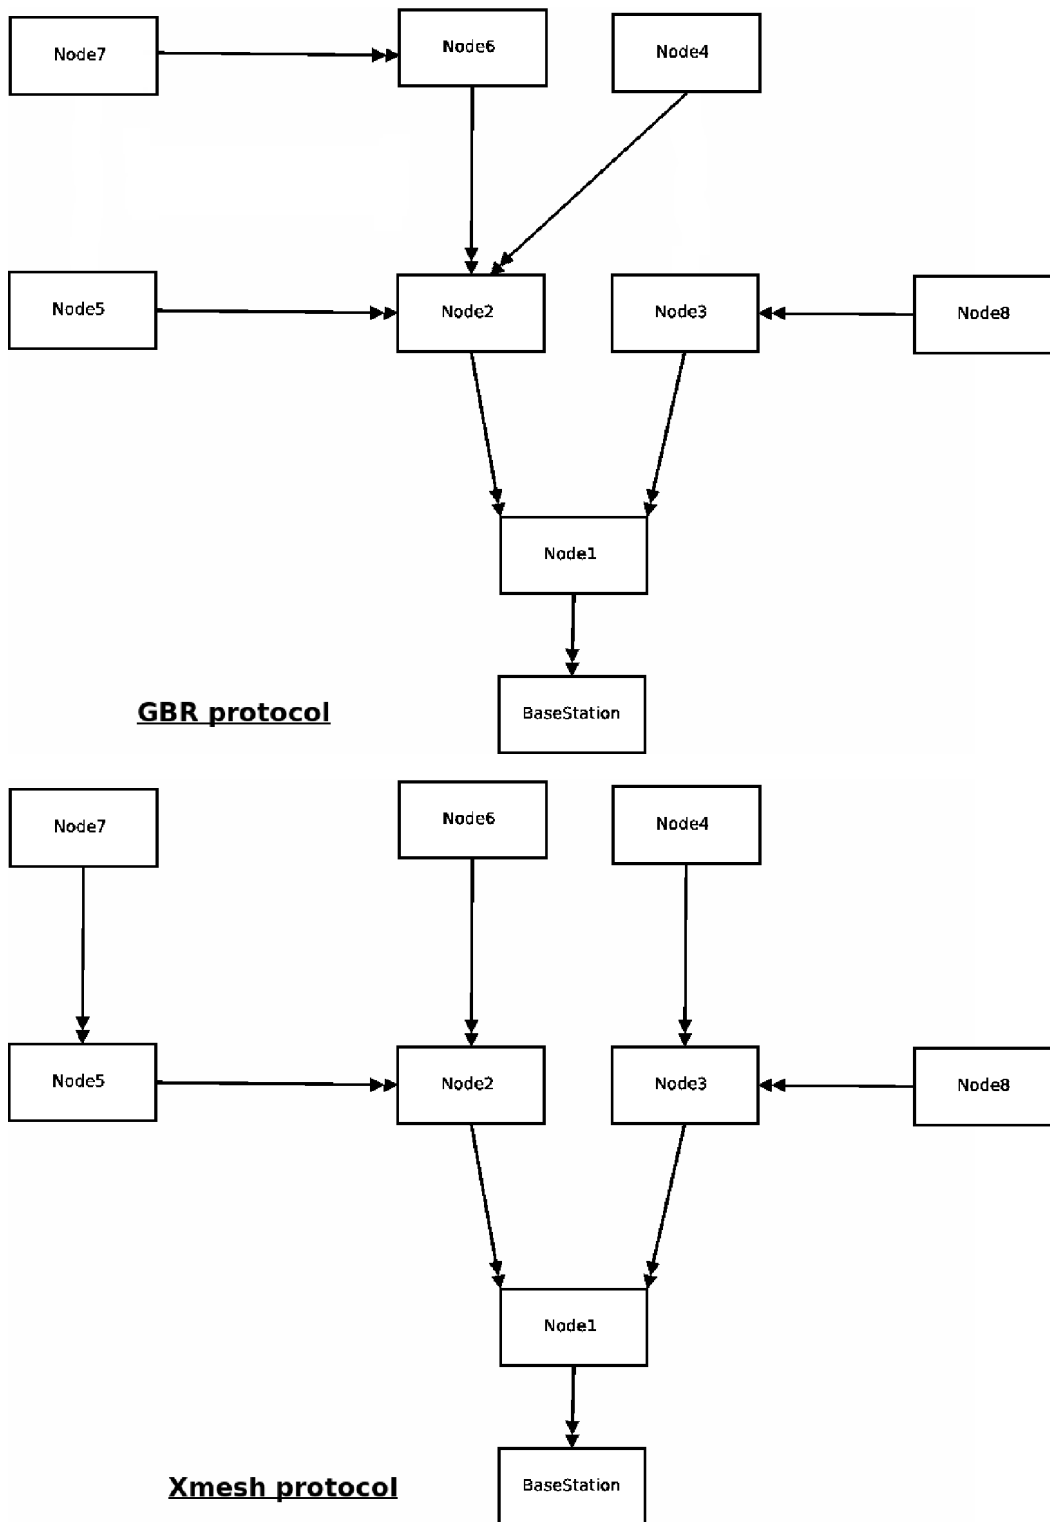 Node7
Node6
Node4
Node5
Node2
Node3
Node8
Node1
GBR protocol
BaseStation
Node7
Node6
Node4
Node5
Node2
Node3
Node8
Node1
Xmesh protocol
BaseStation